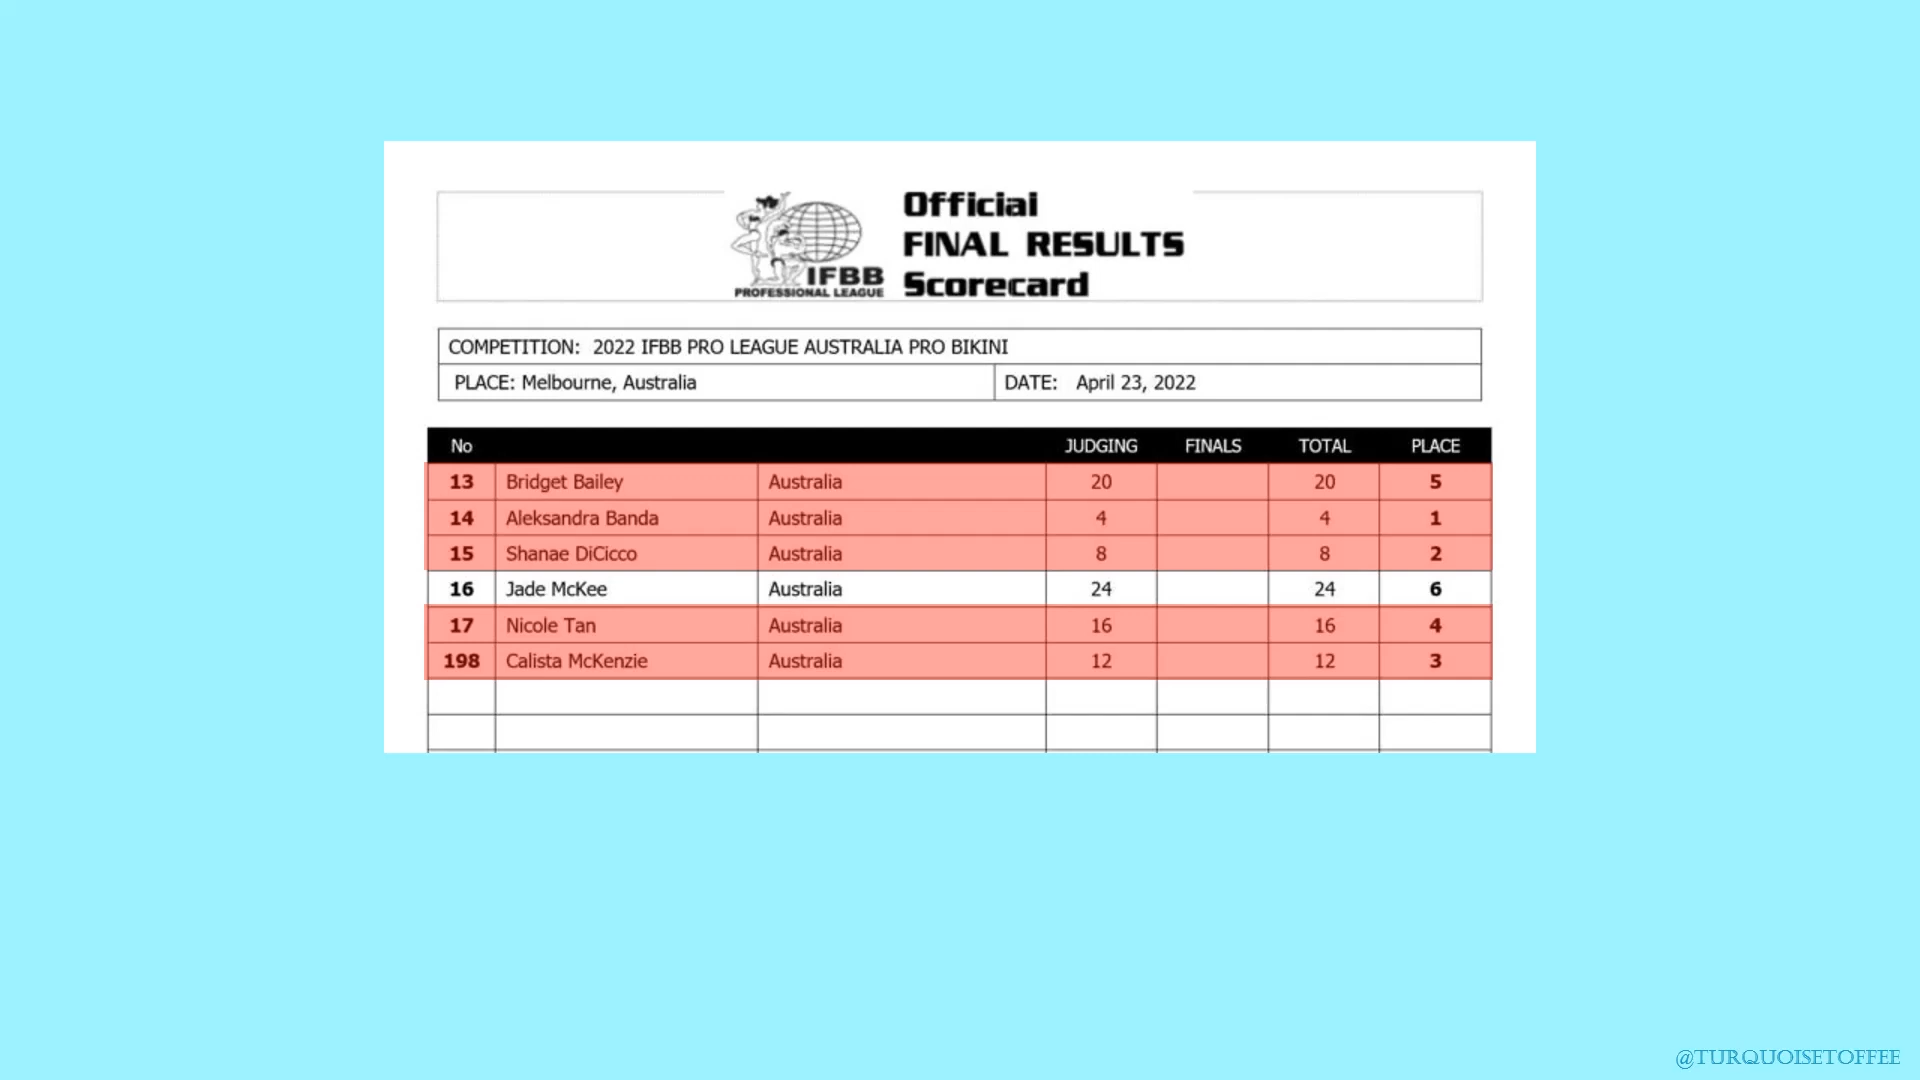 Official
FINAL RESULTS
Scorecard
IFBB
PROFESSIONAL LEAGUE
COMPETITION: 2022 IFBB PRO LEAGUE AUSTRALIA PRO BIKINI
PLACE: Melbourne, Australia DATE: April 23, 2022
No JUDGING FINALS TOTAL PLACE
13 Bridget Bailey Australia 20 20 5
14 Aleksandra Banda Australia 4 4 1
15 Shanae DiCicco Australia 8 8 2
16 Jade McKee Australia 24 24 6
17 Nicole Tan Australia 16 16 4
198 Calista McKenzie Australia 12 12 3
@TURQUOISETOFFEE